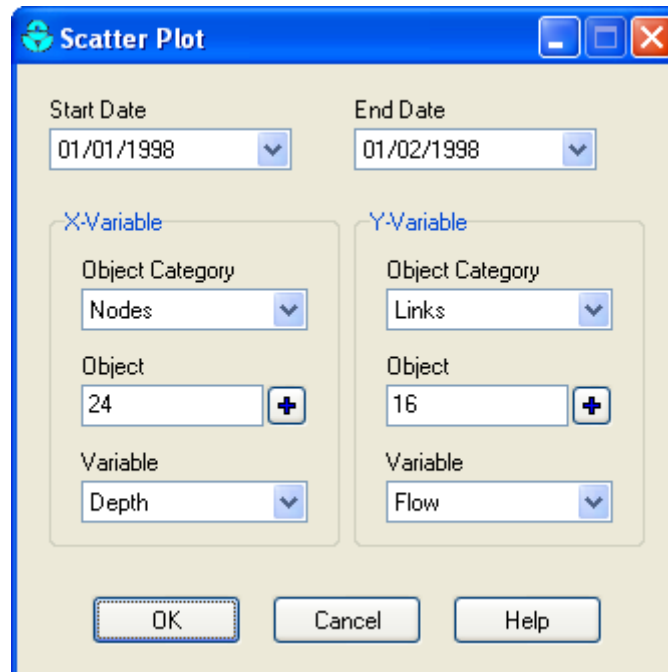 Scatter Plot
Start Date
End Date
01/01/1998
01/02/1998
X-Variable
Object Category
Nodes
Object
24
Variable
Depth
Y-Variable
Object Category
Links
Object
16
Variable
Flow
OK
Cancel
Help